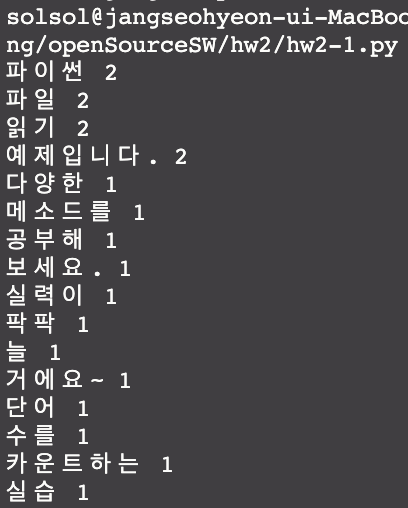 solsol@jangseohyeon-ui-MacBoo
ng/openSourceSW/hw2/hw2-1.py
파이썬 2
파일 2
읽기 2
예제입니다. 2
다양한 1
메소드를 1
공부해 1
보세요. 1
실력이 1
팍팍 1
늘 1
거에요~ 1
단어 1
수를 1
카운트하는 1
실습 1